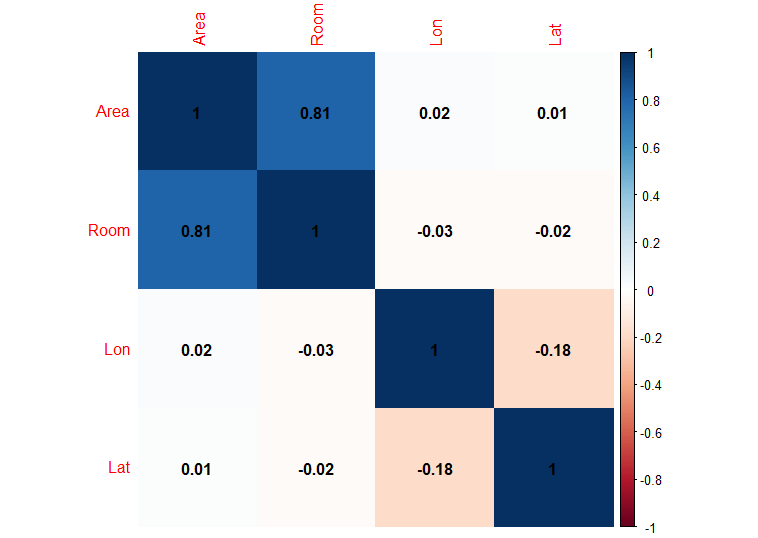 Area Room Lon Lat
Area 1 0.81 0.02 0.01
Room 0.81 1 -0.03 -0.02
Lon 0.02 -0.03 1 -0.18
Lat 0.01 -0.02 -0.18 1
1
0.8
0.6
0.4
0.2
0
-0.2
-0.4
-0.6
-0.8
-1